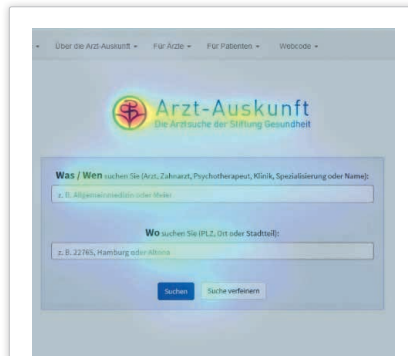 Über die Arzt-Auskunft Für Ärzte Für Patienten Webcode
Arzt-Auskunft
Die Arztsuche der Stiftung Gesundheit
Was / Wen suchen Sie (Arzt, Zahnarzt, Psychotherapeut, Klinik, Spezialisierung oder Name):
z. B. Allgemeinmedizin oder Meier
Wo suchen Sie (PLZ, Ort oder Stadtteil):
z. B. 22765, Hamburg oder Altona
Suchen Suche verfeinern